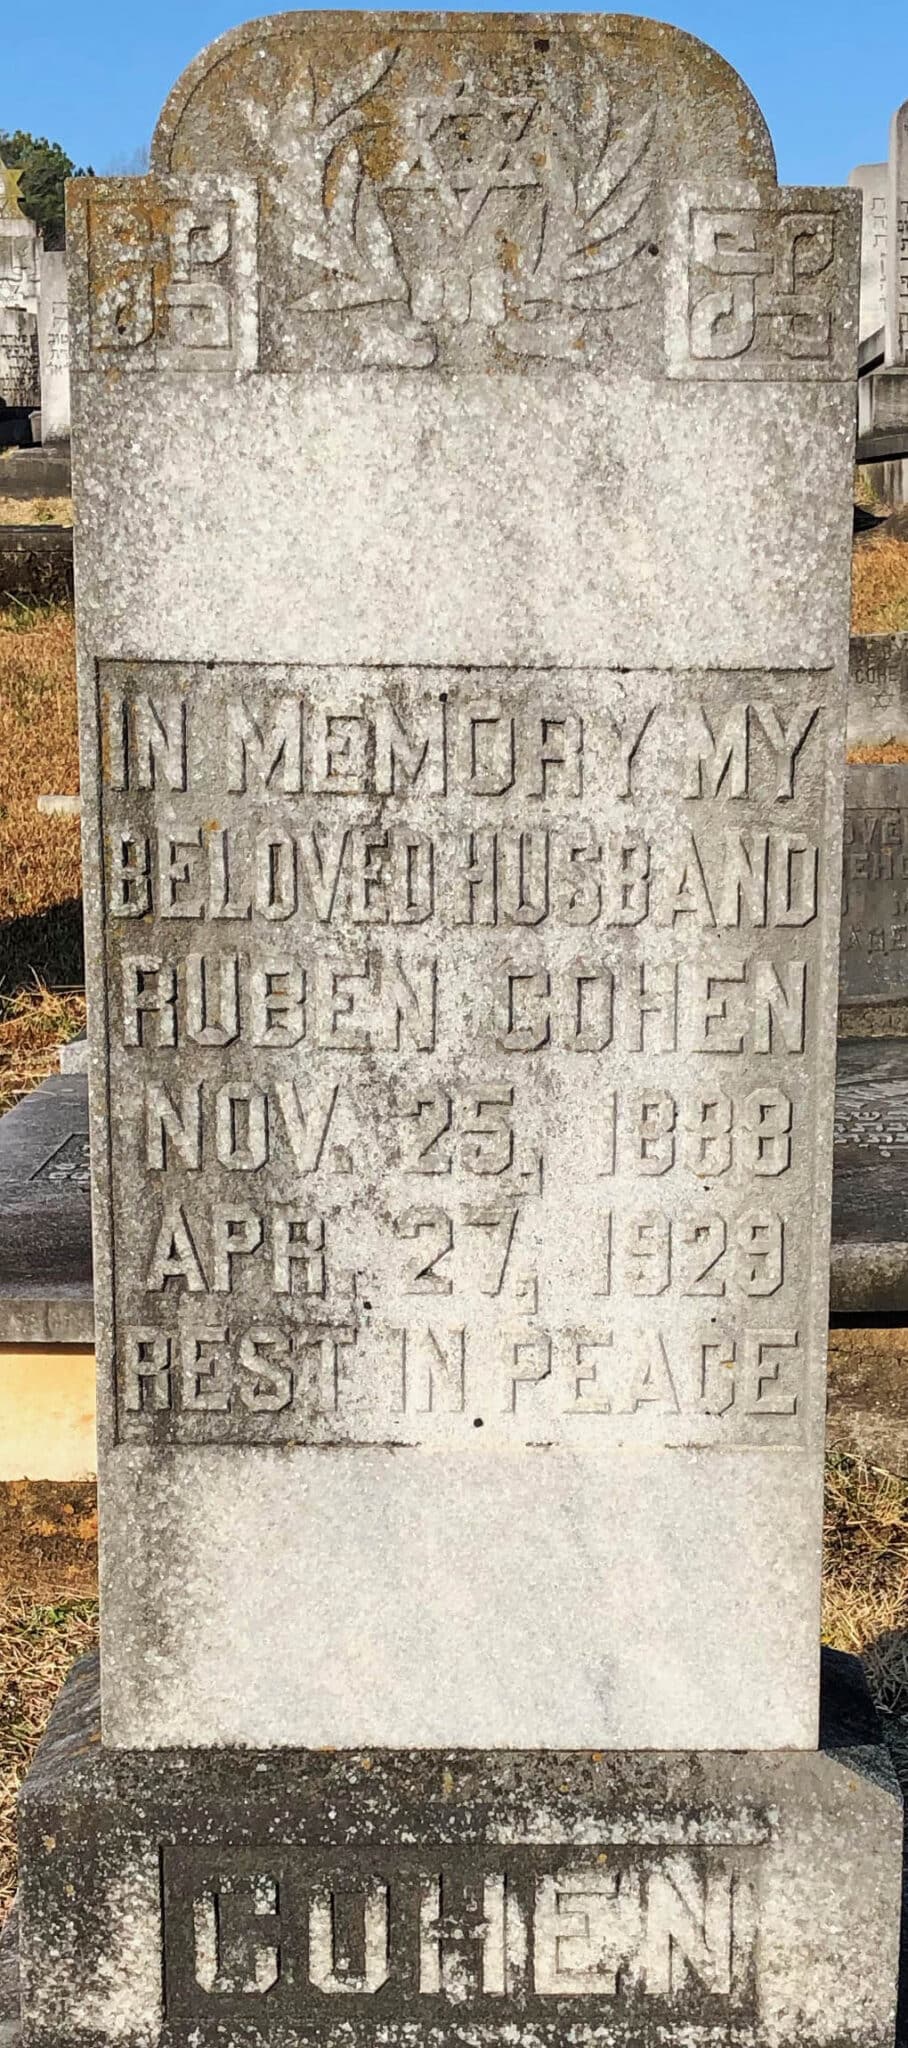 IN MEMORY MY
BELOVED HUSBAND
RUBEN COHEN
NOV. 25, 1888
APR. 27, 1929
REST IN PEACE
COHEN